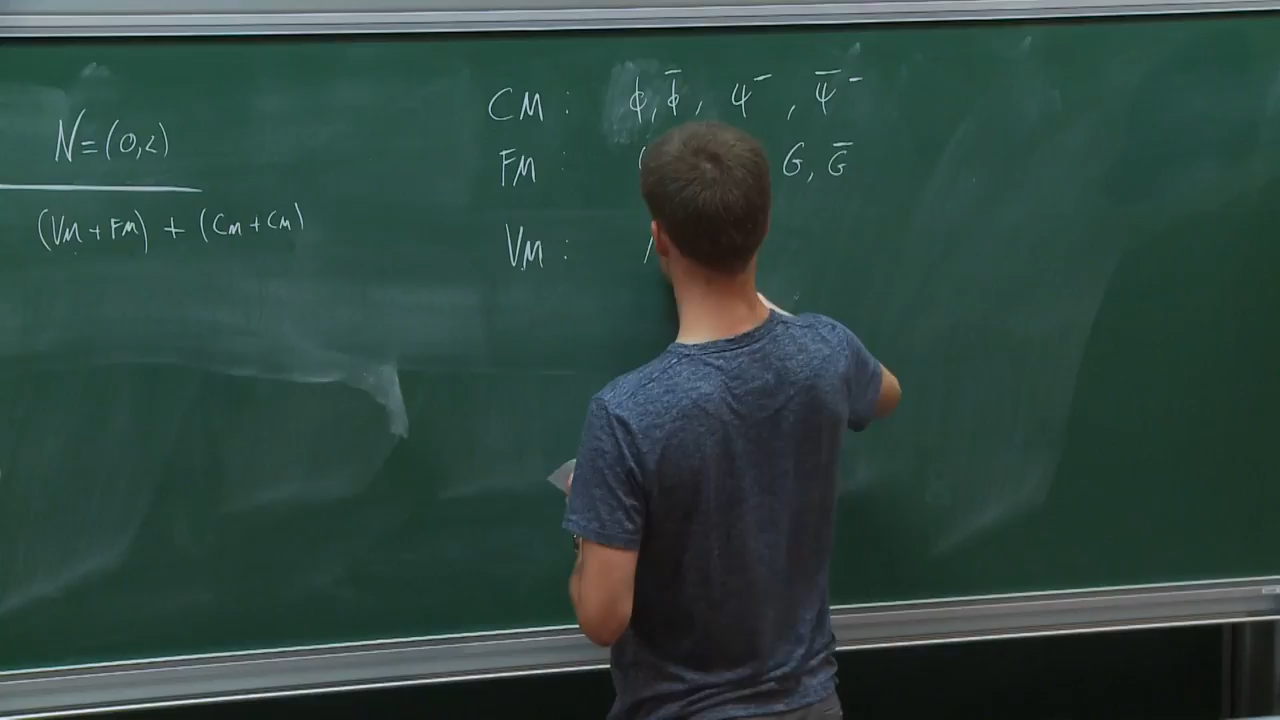 N=(0,2)
(VM+FM) + (CM+CM)
CM : ϕ, ϕ̄, ψ⁻, ψ̄⁻
FM : G, Ḡ
VM :